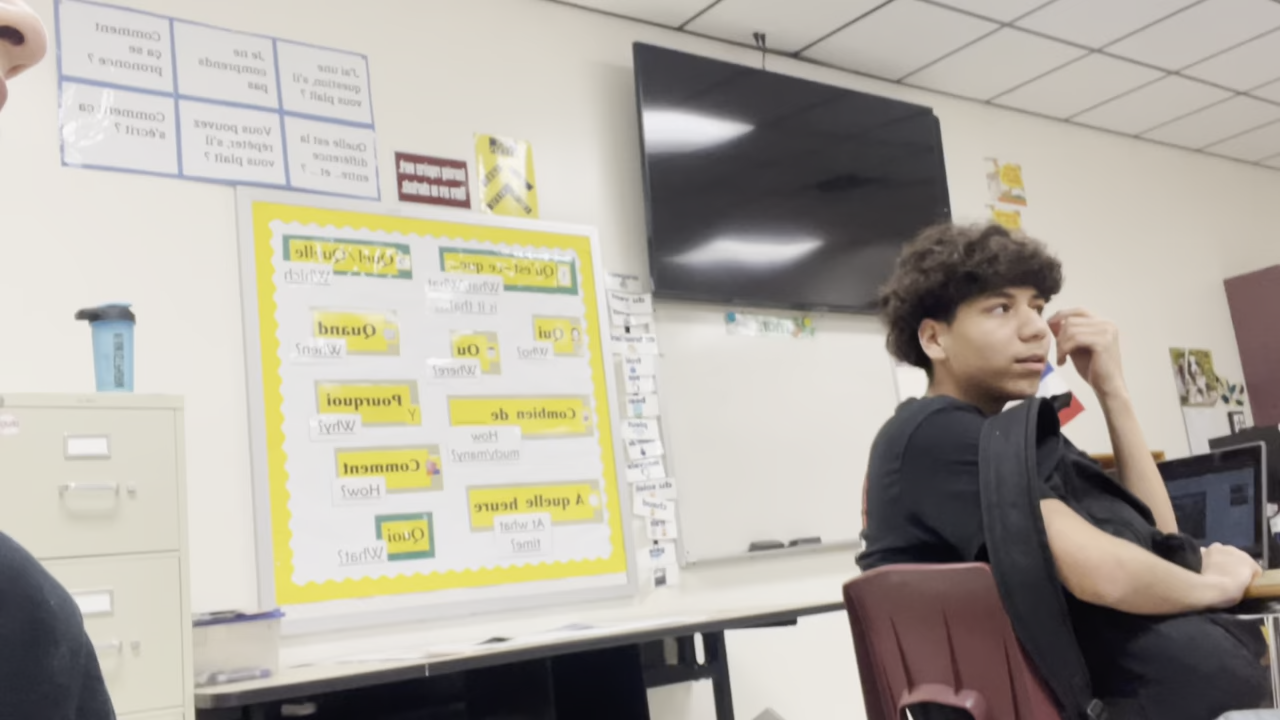 J'ai une
question, s'il
vous plaît
Je ne
comprends
pas
Comment
ça se
prononce ?
Quelle est la
différence
entre... et... ?
Vous pouvez
répéter, s'il
vous plaît ?
Comment ça
s'écrit ?
Qu'est-ce que...
What/What
is it that...
Quel/Quelle
Which
Qui
Who?
Ou
Where?
Quand
When?
Combien de
How
much/many?
Pourquoi
Why?
Comment
How?
A quelle heure
At what
time?
Quoi
What?